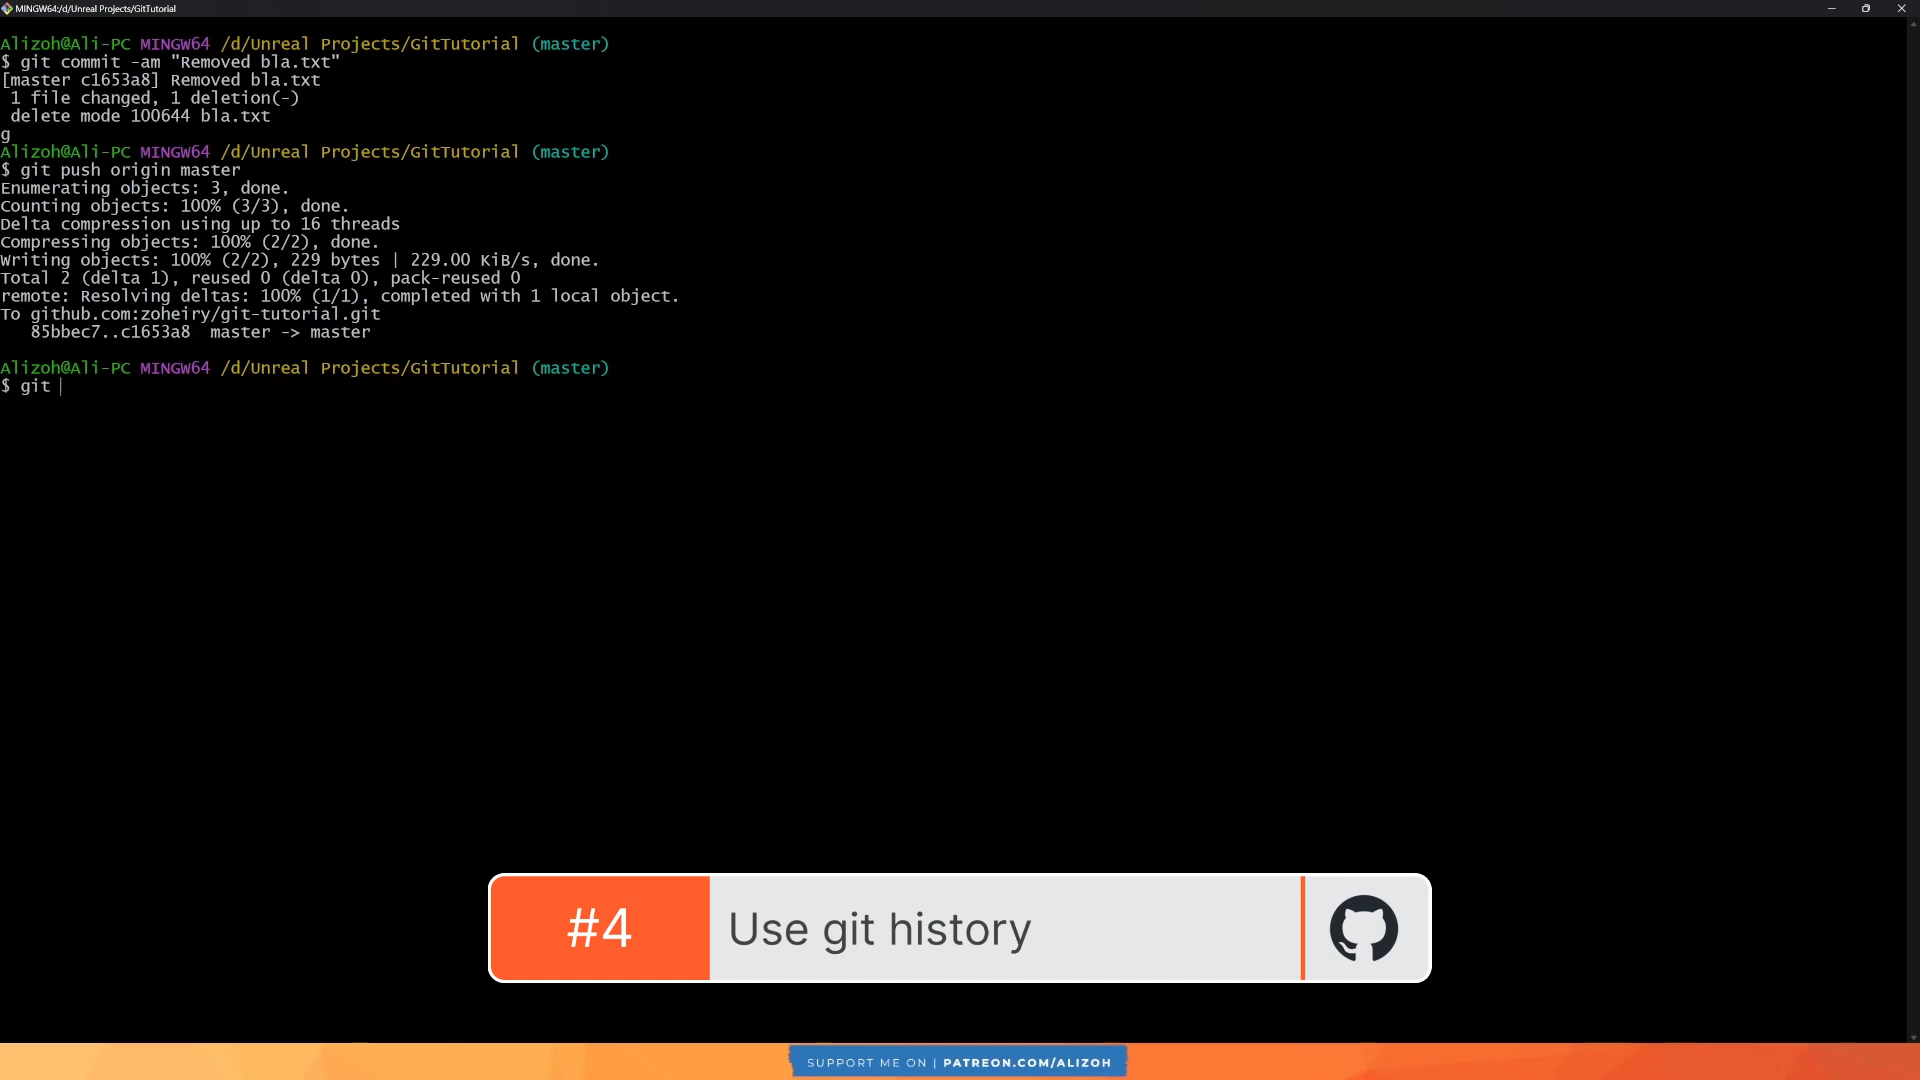 MINGW64:/d/Unreal Projects/GitTutorial
Alizoh@Ali-PC MINGW64 /d/Unreal Projects/GitTutorial (master)
$ git commit -am "Removed bla.txt"
[master c1653a8] Removed bla.txt
 1 file changed, 1 deletion(-)
 delete mode 100644 bla.txt
g
Alizoh@Ali-PC MINGW64 /d/Unreal Projects/GitTutorial (master)
$ git push origin master
Enumerating objects: 3, done.
Counting objects: 100% (3/3), done.
Delta compression using up to 16 threads
Compressing objects: 100% (2/2), done.
Writing objects: 100% (2/2), 229 bytes | 229.00 KiB/s, done.
Total 2 (delta 1), reused 0 (delta 0), pack-reused 0
remote: Resolving deltas: 100% (1/1), completed with 1 local object.
To github.com:zoheiry/git-tutorial.git
   85bbec7..c1653a8  master -> master
Alizoh@Ali-PC MINGW64 /d/Unreal Projects/GitTutorial (master)
$ git
#4 Use git history
SUPPORT ME ON | PATREON.COM/ALIZOH